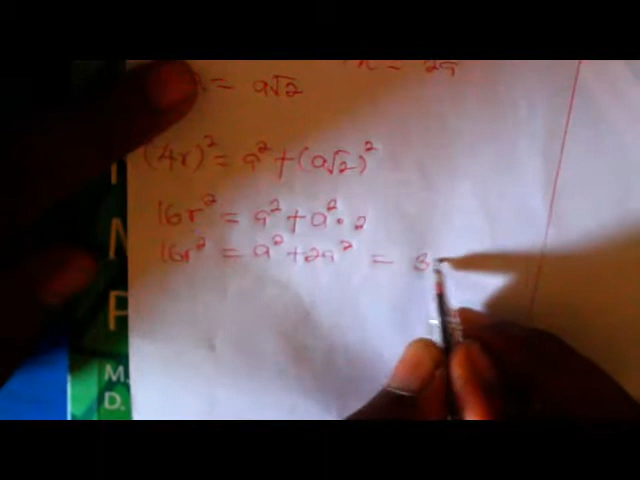 = a√2
(4r)² = a² + (a√2)²
16r² = a² + a² · 2
16r² = a² + 2a² = 3
M.
D.